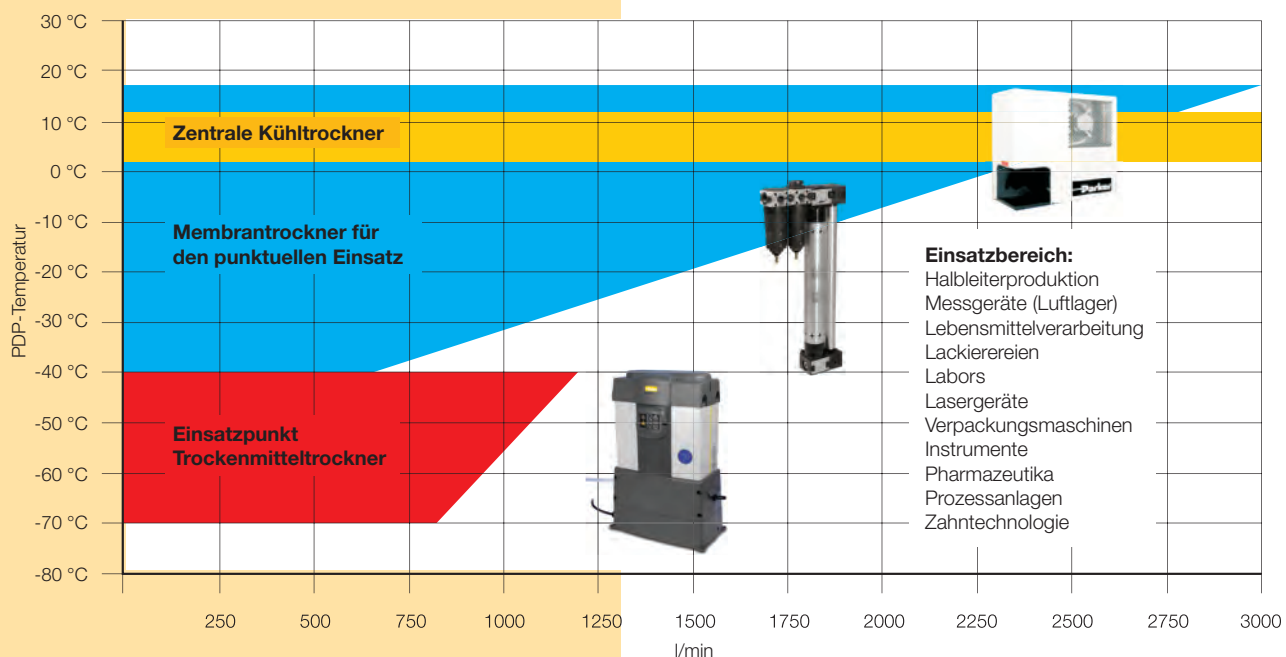 30 °C
20 °C
10 °C
0 °C
-10 °C
-20 °C
-30 °C
-40 °C
-50 °C
-60 °C
-70 °C
-80 °C
PDP-Temperatur
Zentrale Kühltrockner
Membrantrockner für
den punktuellen Einsatz
Einsatzpunkt
Trockenmitteltrockner
Parker
Einsatzbereich:
Halbleiterproduktion
Messgeräte (Luftlager)
Lebensmittelverarbeitung
Lackierereien
Labors
Lasergeräte
Verpackungsmaschinen
Instrumente
Pharmazeutika
Prozessanlagen
Zahntechnologie
250 500 750 1000 1250 1500 1750 2000 2250 2500 2750 3000
l/min